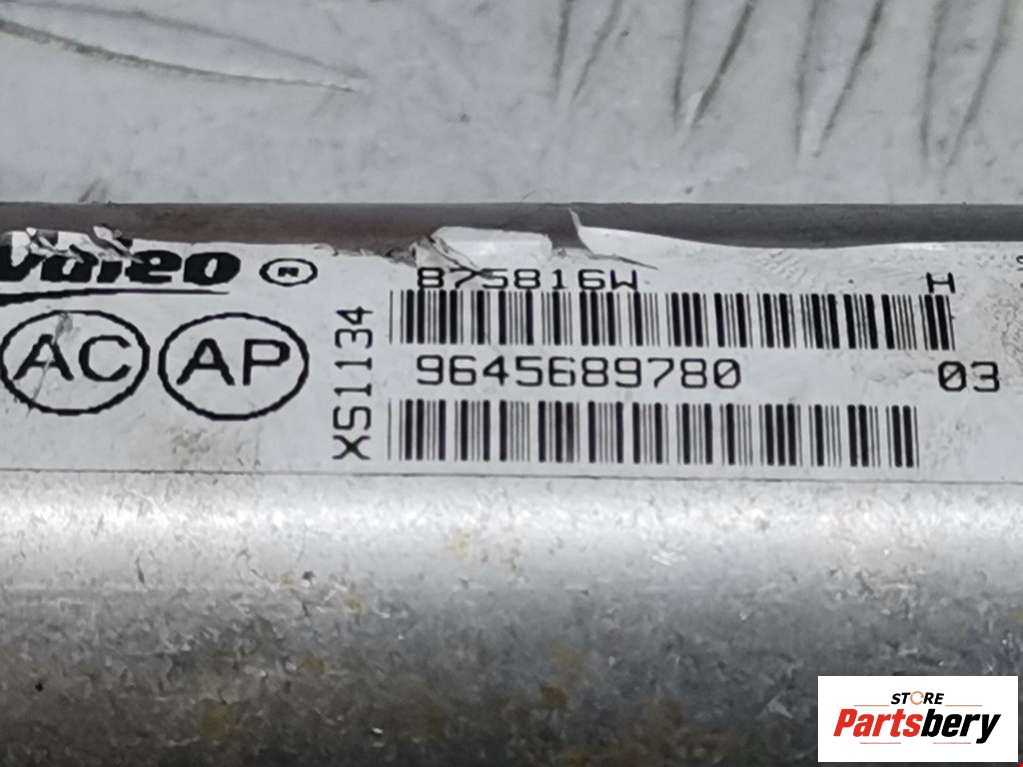 Valeo ®
875816W H
AC AP
XS1134
9645689780 03
STORE
Partsbery